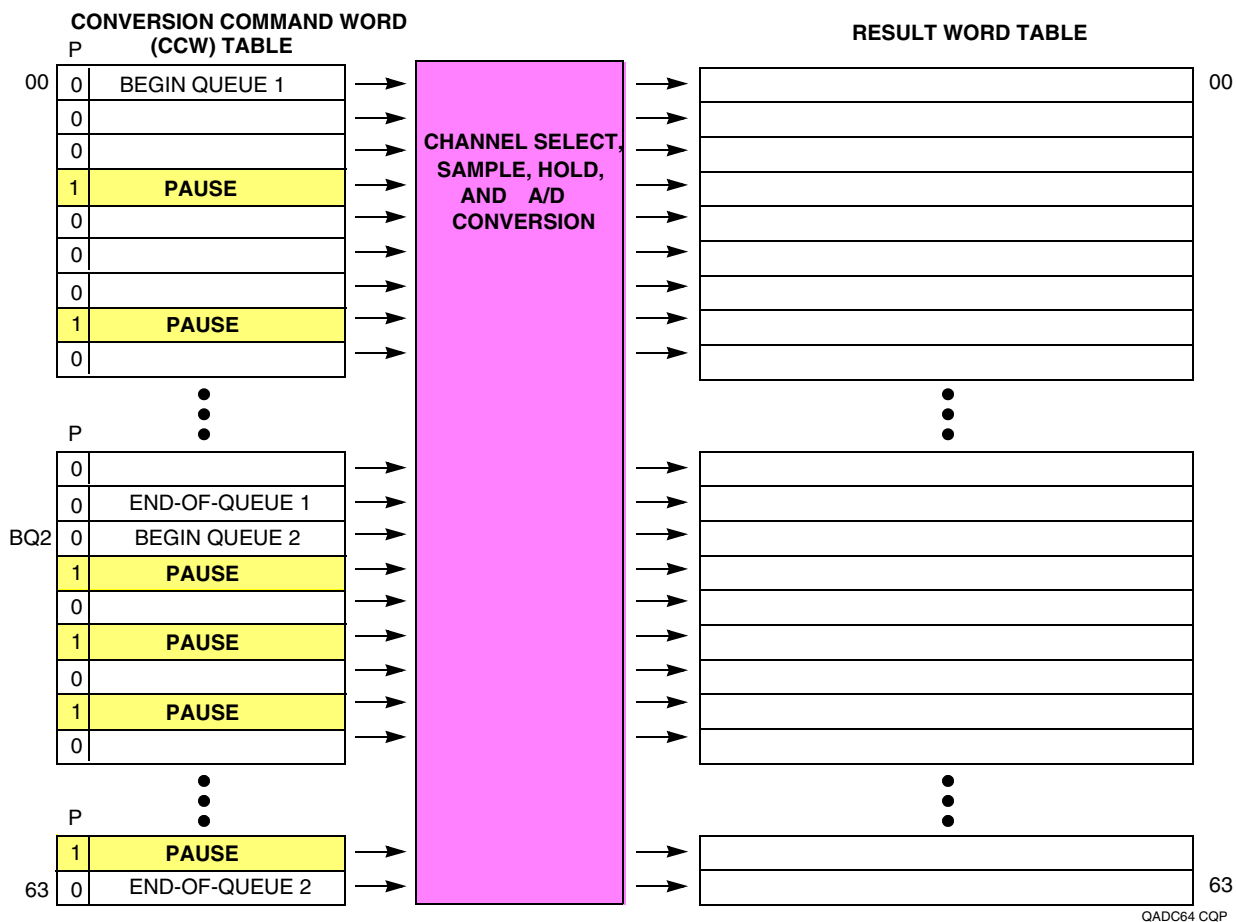 CONVERSION COMMAND WORD
(CCW) TABLE
RESULT WORD TABLE
P
00 0 BEGIN QUEUE 1 00
0
0
1 PAUSE
0
0
0
1 PAUSE
0
CHANNEL SELECT,
SAMPLE, HOLD,
AND A/D
CONVERSION
P
0
0 END-OF-QUEUE 1
BQ2 0 BEGIN QUEUE 2
1 PAUSE
0
1 PAUSE
0
1 PAUSE
0
P
1 PAUSE
63 0 END-OF-QUEUE 2 63
QADC64 CQP